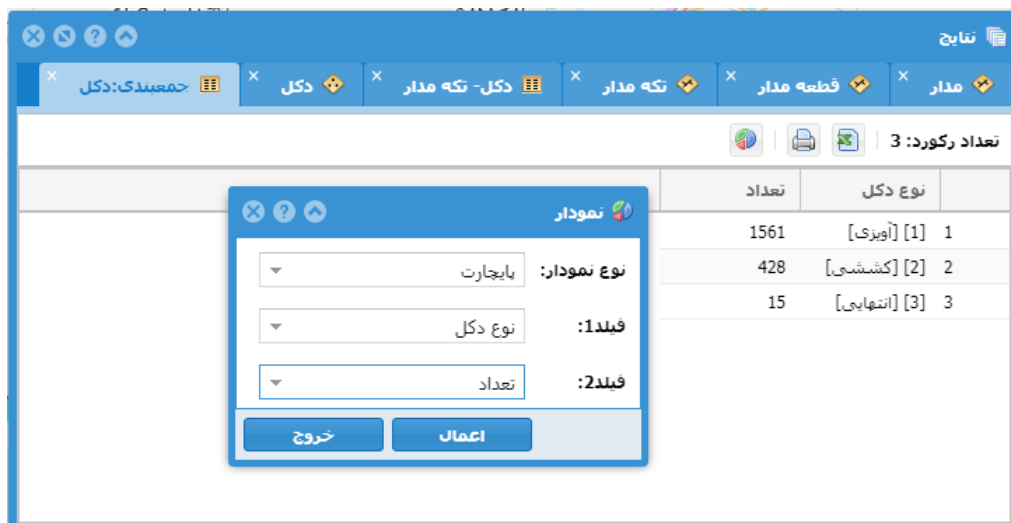 نتایج
مدار
قطعه مدار
تکه مدار
دکل- تکه مدار
دکل
جمعبندی:دکل
تعداد رکورد: 3
نوع دکل
تعداد
1 [1] [آویزی] 1561
2 [2] [کششی] 428
3 [3] [انتهایی] 15
نمودار
نوع نمودار: پایچارت
فیلد1: نوع دکل
فیلد2: تعداد
اعمال
خروج